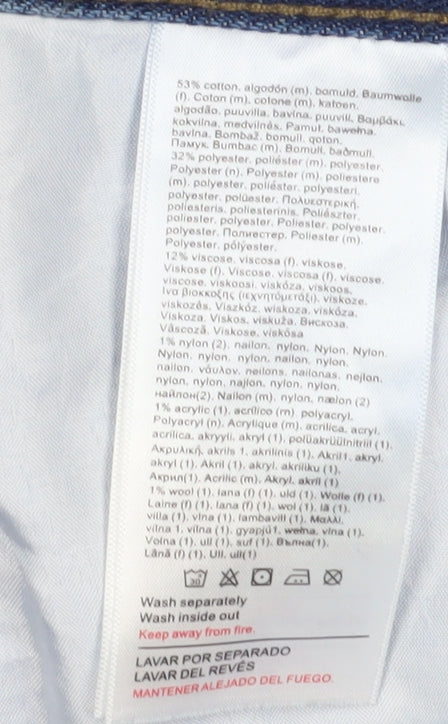 53% cotton, algodón (m), bomuld, Baumwolle
(f). Coton (m), cotone (m), katoen,
algodão, puuvilla, bavlna, puuvill, Βαμβάκι,
kokvilna, medvilnės, Pamut, bawełna,
bavlna, Bombaž, bomull, qoton,
Памук, Bumbac (m), Bomull, baðmull.
32% polyester, poliéster (m), polyester,
Polyester (n), Polyester (m), poliestere
(m), polyester, poliéster, polyesteri,
polyester, polüester, Πολυεστερική,
poliesteris, poliesterinis, Poliészter,
poliester, polyester, Poliester, polyester,
polyester, Полиестер, Poliester (m),
Polyester, pólýester.
12% viscose, viscosa (f), viskose,
Viskose (f), Viscose, viscosa (f), viscose,
viscose, viskoosi, viskóza, viskoos,
Ινα βισκκοζης (τεχνητόμετάξι), viskoze,
viskozės, Viszkóz, wiskoza, viskóza,
Viskoza, Viskos, viskuża, Вискоза,
Vâscoză, Viskose, viskósa
1% nylon (2), nailon, nylon, Nylon, Nylon,
Nylon, nylon, nylon, nailon, nylon,
nailon, νάυλον, neilons, nailonas, nejlon,
nylon, nylon, najlon, nylon, nylon,
найлон(2), Nailon (m), nylon, nælon (2)
1% acrylic (1), acrílico (m) polyacryl,
Polyacryl (n), Acrylique (m), acrilica, acryl,
acrílica, akryyli, akryl (1), polüakrüülnitriil (1),
Ακρυλική, akrils 1, akrilinis (1), Akril1, akryl,
akryl (1), Akril (1), akryl, akriliku (1),
Акрил(1), Acrilic (m), Akryl, akril (1)
1% wool (1), lana (f) (1), uld (1), Wolle (f) (1),
Laine (f) (1), lana (f) (1), wol (1), lã (1),
villa (1), vlna (1), lambavill (1), Μαλλί,
vilna 1, vilna (1), gyapjú1, wełna, vlna (1),
Volna (1), ull (1), suf (1), Вълна(1),
Lână (f) (1), Ull, ull(1)
30
Wash separately
Wash inside out
Keep away from fire.
LAVAR POR SEPARADO
LAVAR DEL REVÉS
MANTENER ALEJADO DEL FUEGO.